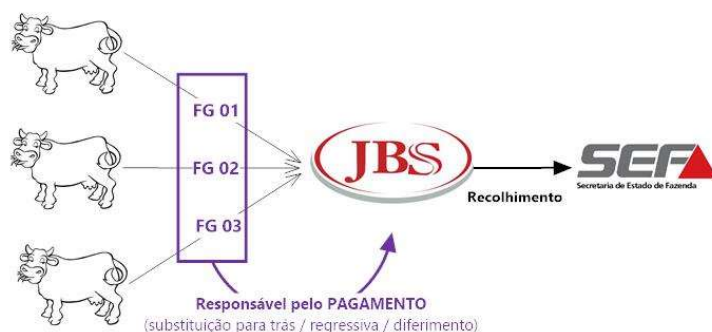 FG 01
FG 02
FG 03
JBS
Recolhimento
SEFA
Secretaria de Estado de Fazenda
Responsável pelo PAGAMENTO
(substituição para trás / regressiva / diferimento)